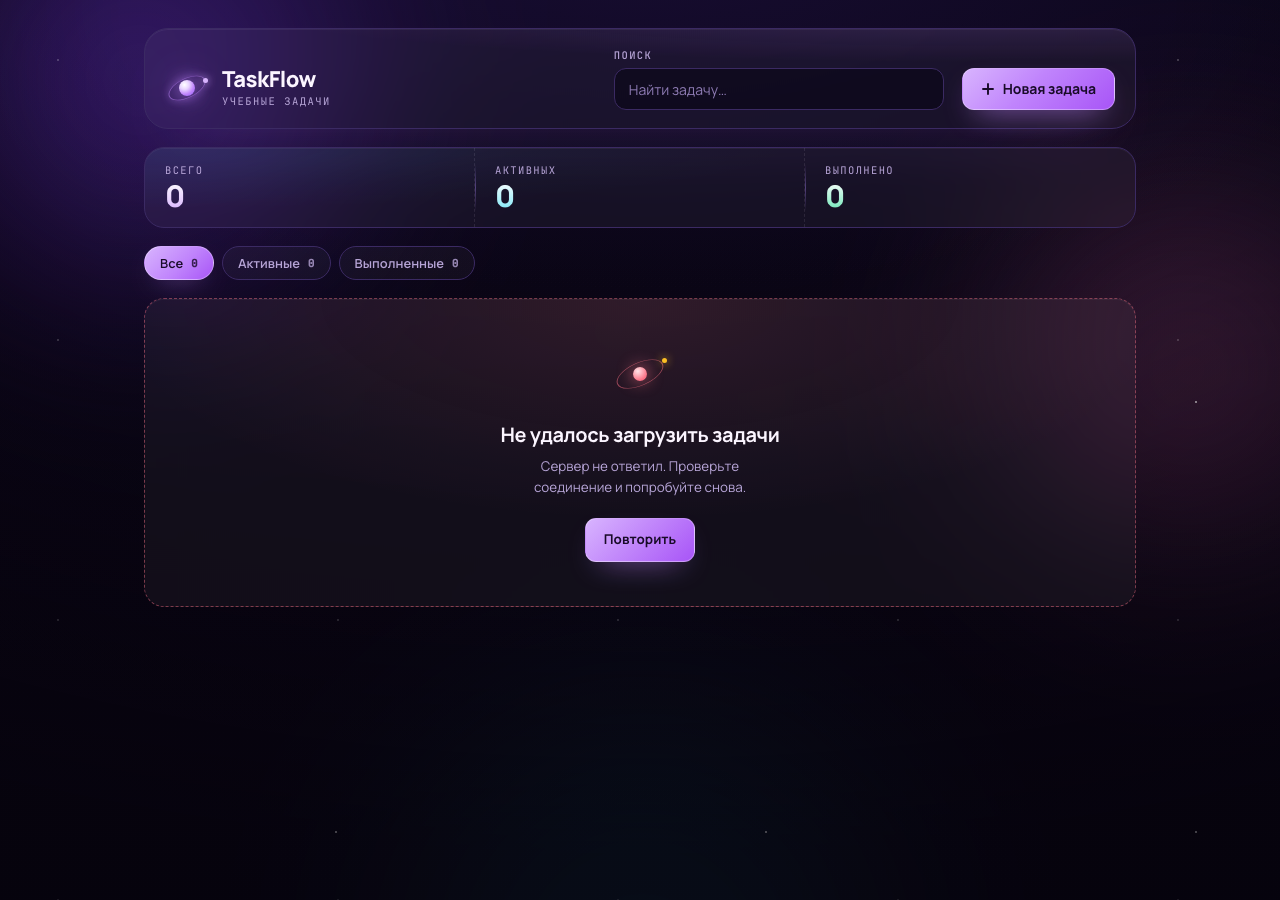 TaskFlow
УЧЕБНЫЕ ЗАДАЧИ
ПОИСК
Найти задачу...
+ Новая задача
ВСЕГО
0
АКТИВНЫХ
0
ВЫПОЛНЕНО
0
Все 0
Активные 0
Выполненные 0
Не удалось загрузить задачи
Сервер не ответил. Проверьте
соединение и попробуйте снова.
Повторить